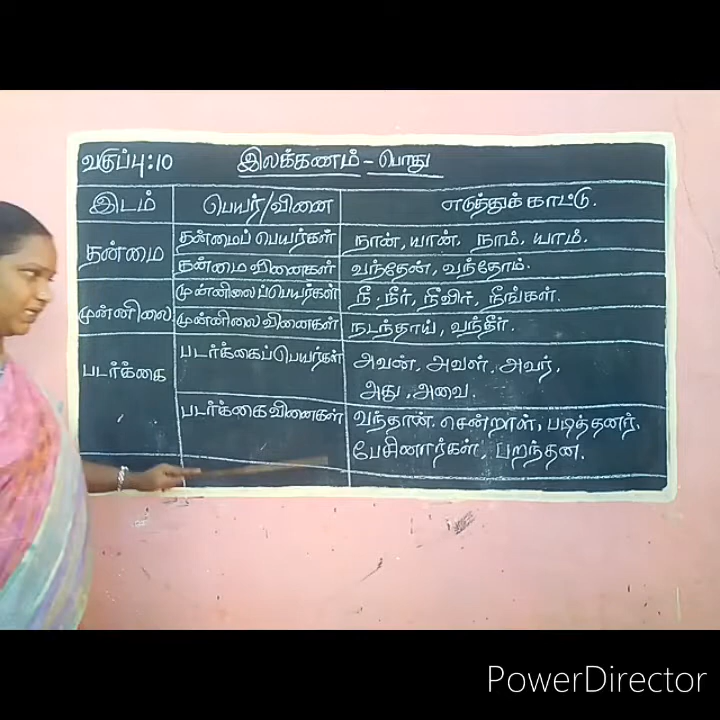 வகுப்பு:10 இலக்கணம் - பொது
இடம் பெயர்/வினை எடுத்துக் காட்டு.
தன்மை தன்மைப் பெயர்கள் நான், யான், நாம், யாம்.
தன்மை வினைகள் வந்தேன், வந்தோம்.
முன்னிலை முன்னிலைப்பெயர்கள் நீ, நீர், நீவிர், நீங்கள்.
முன்னிலை வினைகள் நடந்தாய், வந்தீர்.
படர்க்கை படர்க்கைப்பெயர்கள் அவன், அவள், அவர்,
அது, அவை.
படர்க்கை வினைகள் வந்தான், சென்றாள், படித்தனர்,
பேசினார்கள், பறந்தன.
PowerDirector